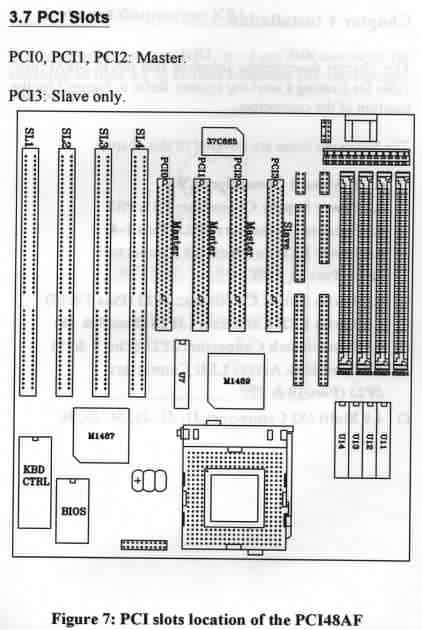 3.7 PCI Slots
PCI0, PCI1, PCI2: Master.
PCI3: Slave only.
SL1
SL2
SL3
SL4
37C665
PCI0
Master
PCI1
Master
PCI2
Master
PCI3
Slave
U7
M1489
M1487
U14
U13
U12
U11
KBD
CTRL
BIOS
+
Figure 7: PCI slots location of the PCI48AF